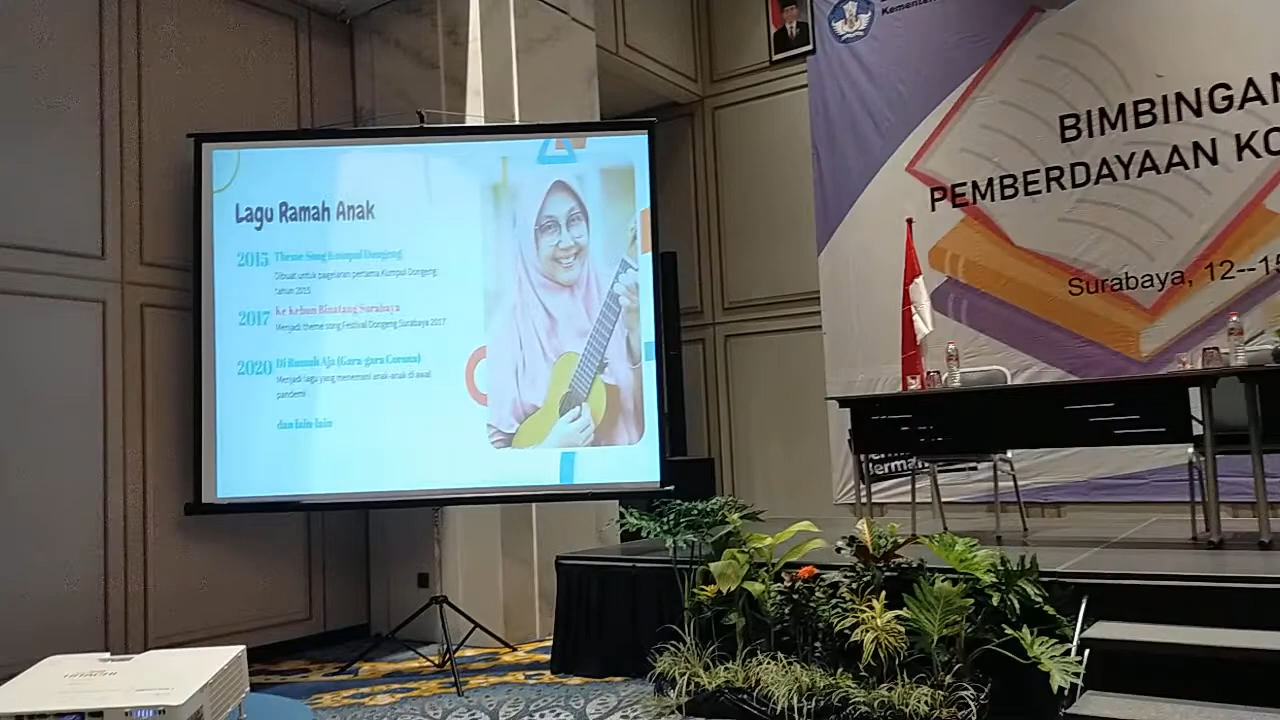 Lagu Ramah Anak
2015 Theme Song Kumpul Dongeng
Dibuat untuk pagelaran pertama Kumpul Dongeng
tahun 2015
2017 Ke Kebun Binatang Surabaya
Menjadi theme song Festival Dongeng Surabaya 2017
2020 Di Rumah Aja (Gara-gara Corona)
Menjadi lagu yang menemani anak-anak di awal
pandemi
dan lain-lain
BIMBINGAN
PEMBERDAYAAN KO
Surabaya, 12--15
HITACHI